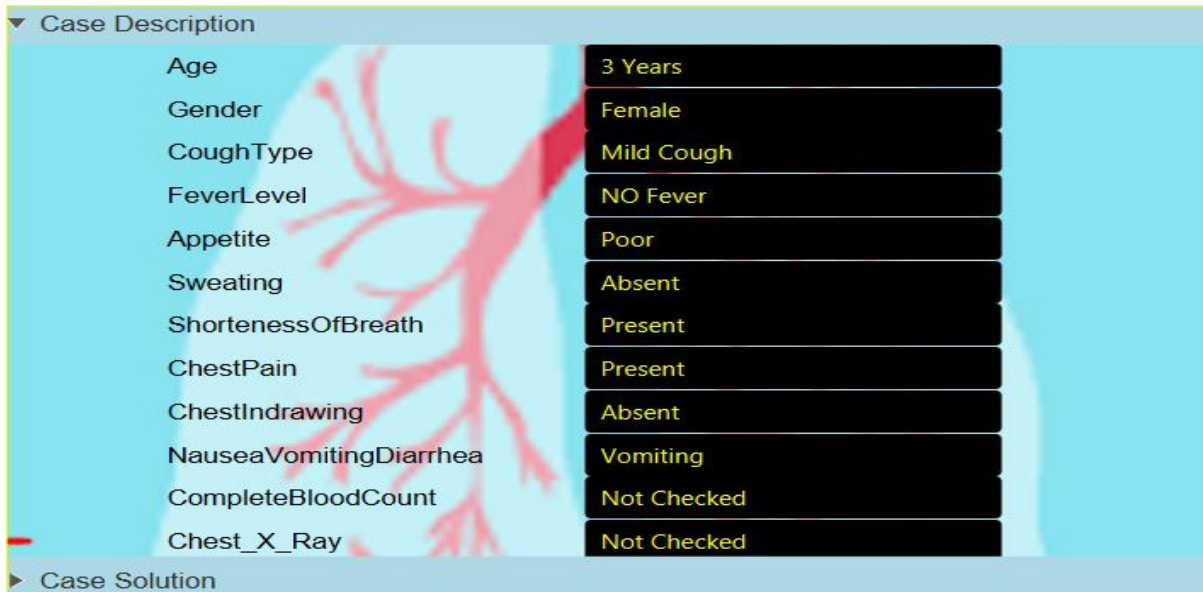 Case Description
Age 3 Years
Gender Female
CoughType Mild Cough
FeverLevel NO Fever
Appetite Poor
Sweating Absent
ShortenessOfBreath Present
ChestPain Present
ChestIndrawing Absent
NauseaVomitingDiarrhea Vomiting
CompleteBloodCount Not Checked
Chest_X_Ray Not Checked
Case Solution